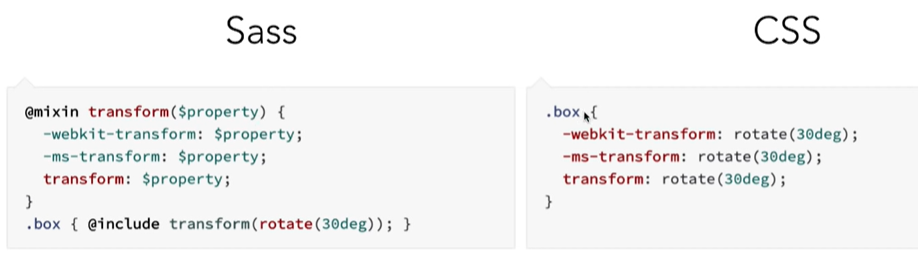 Sass
@mixin transform($property) {
  -webkit-transform: $property;
  -ms-transform: $property;
  transform: $property;
}
.box { @include transform(rotate(30deg)); }
CSS
.box {
  -webkit-transform: rotate(30deg);
  -ms-transform: rotate(30deg);
  transform: rotate(30deg);
}